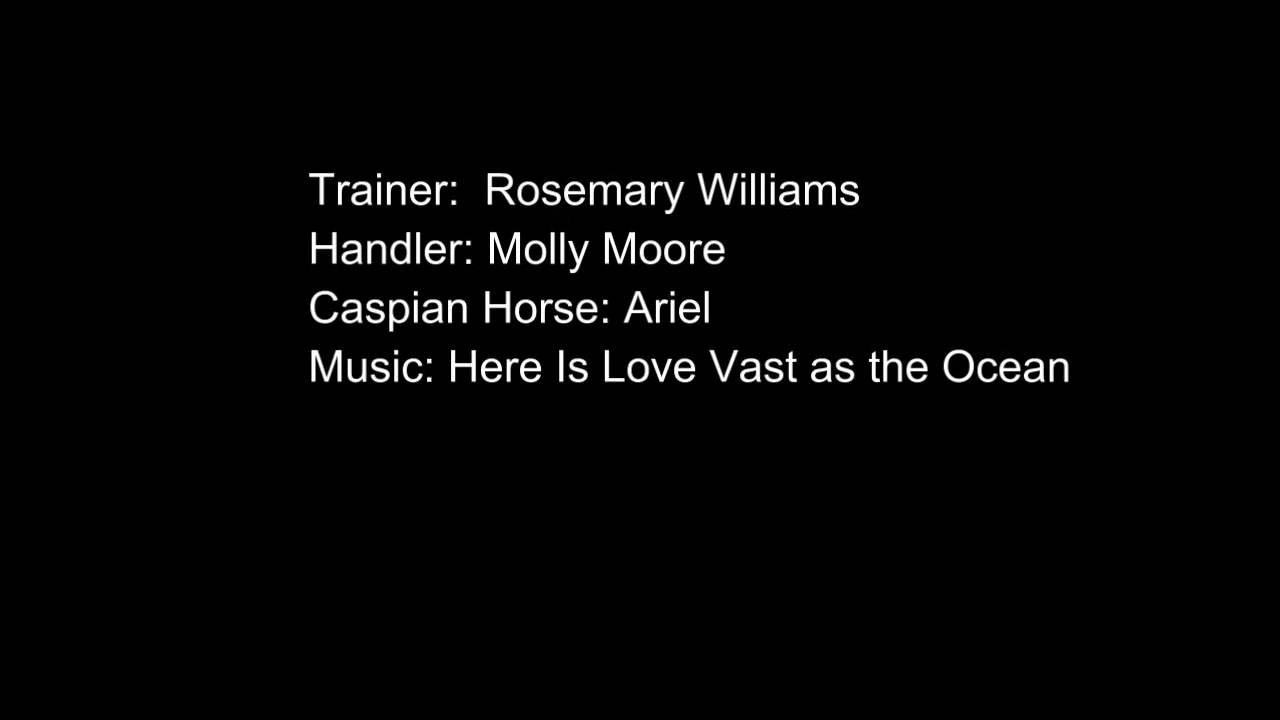 Trainer:  Rosemary Williams
Handler: Molly Moore
Caspian Horse: Ariel
Music: Here Is Love Vast as the Ocean